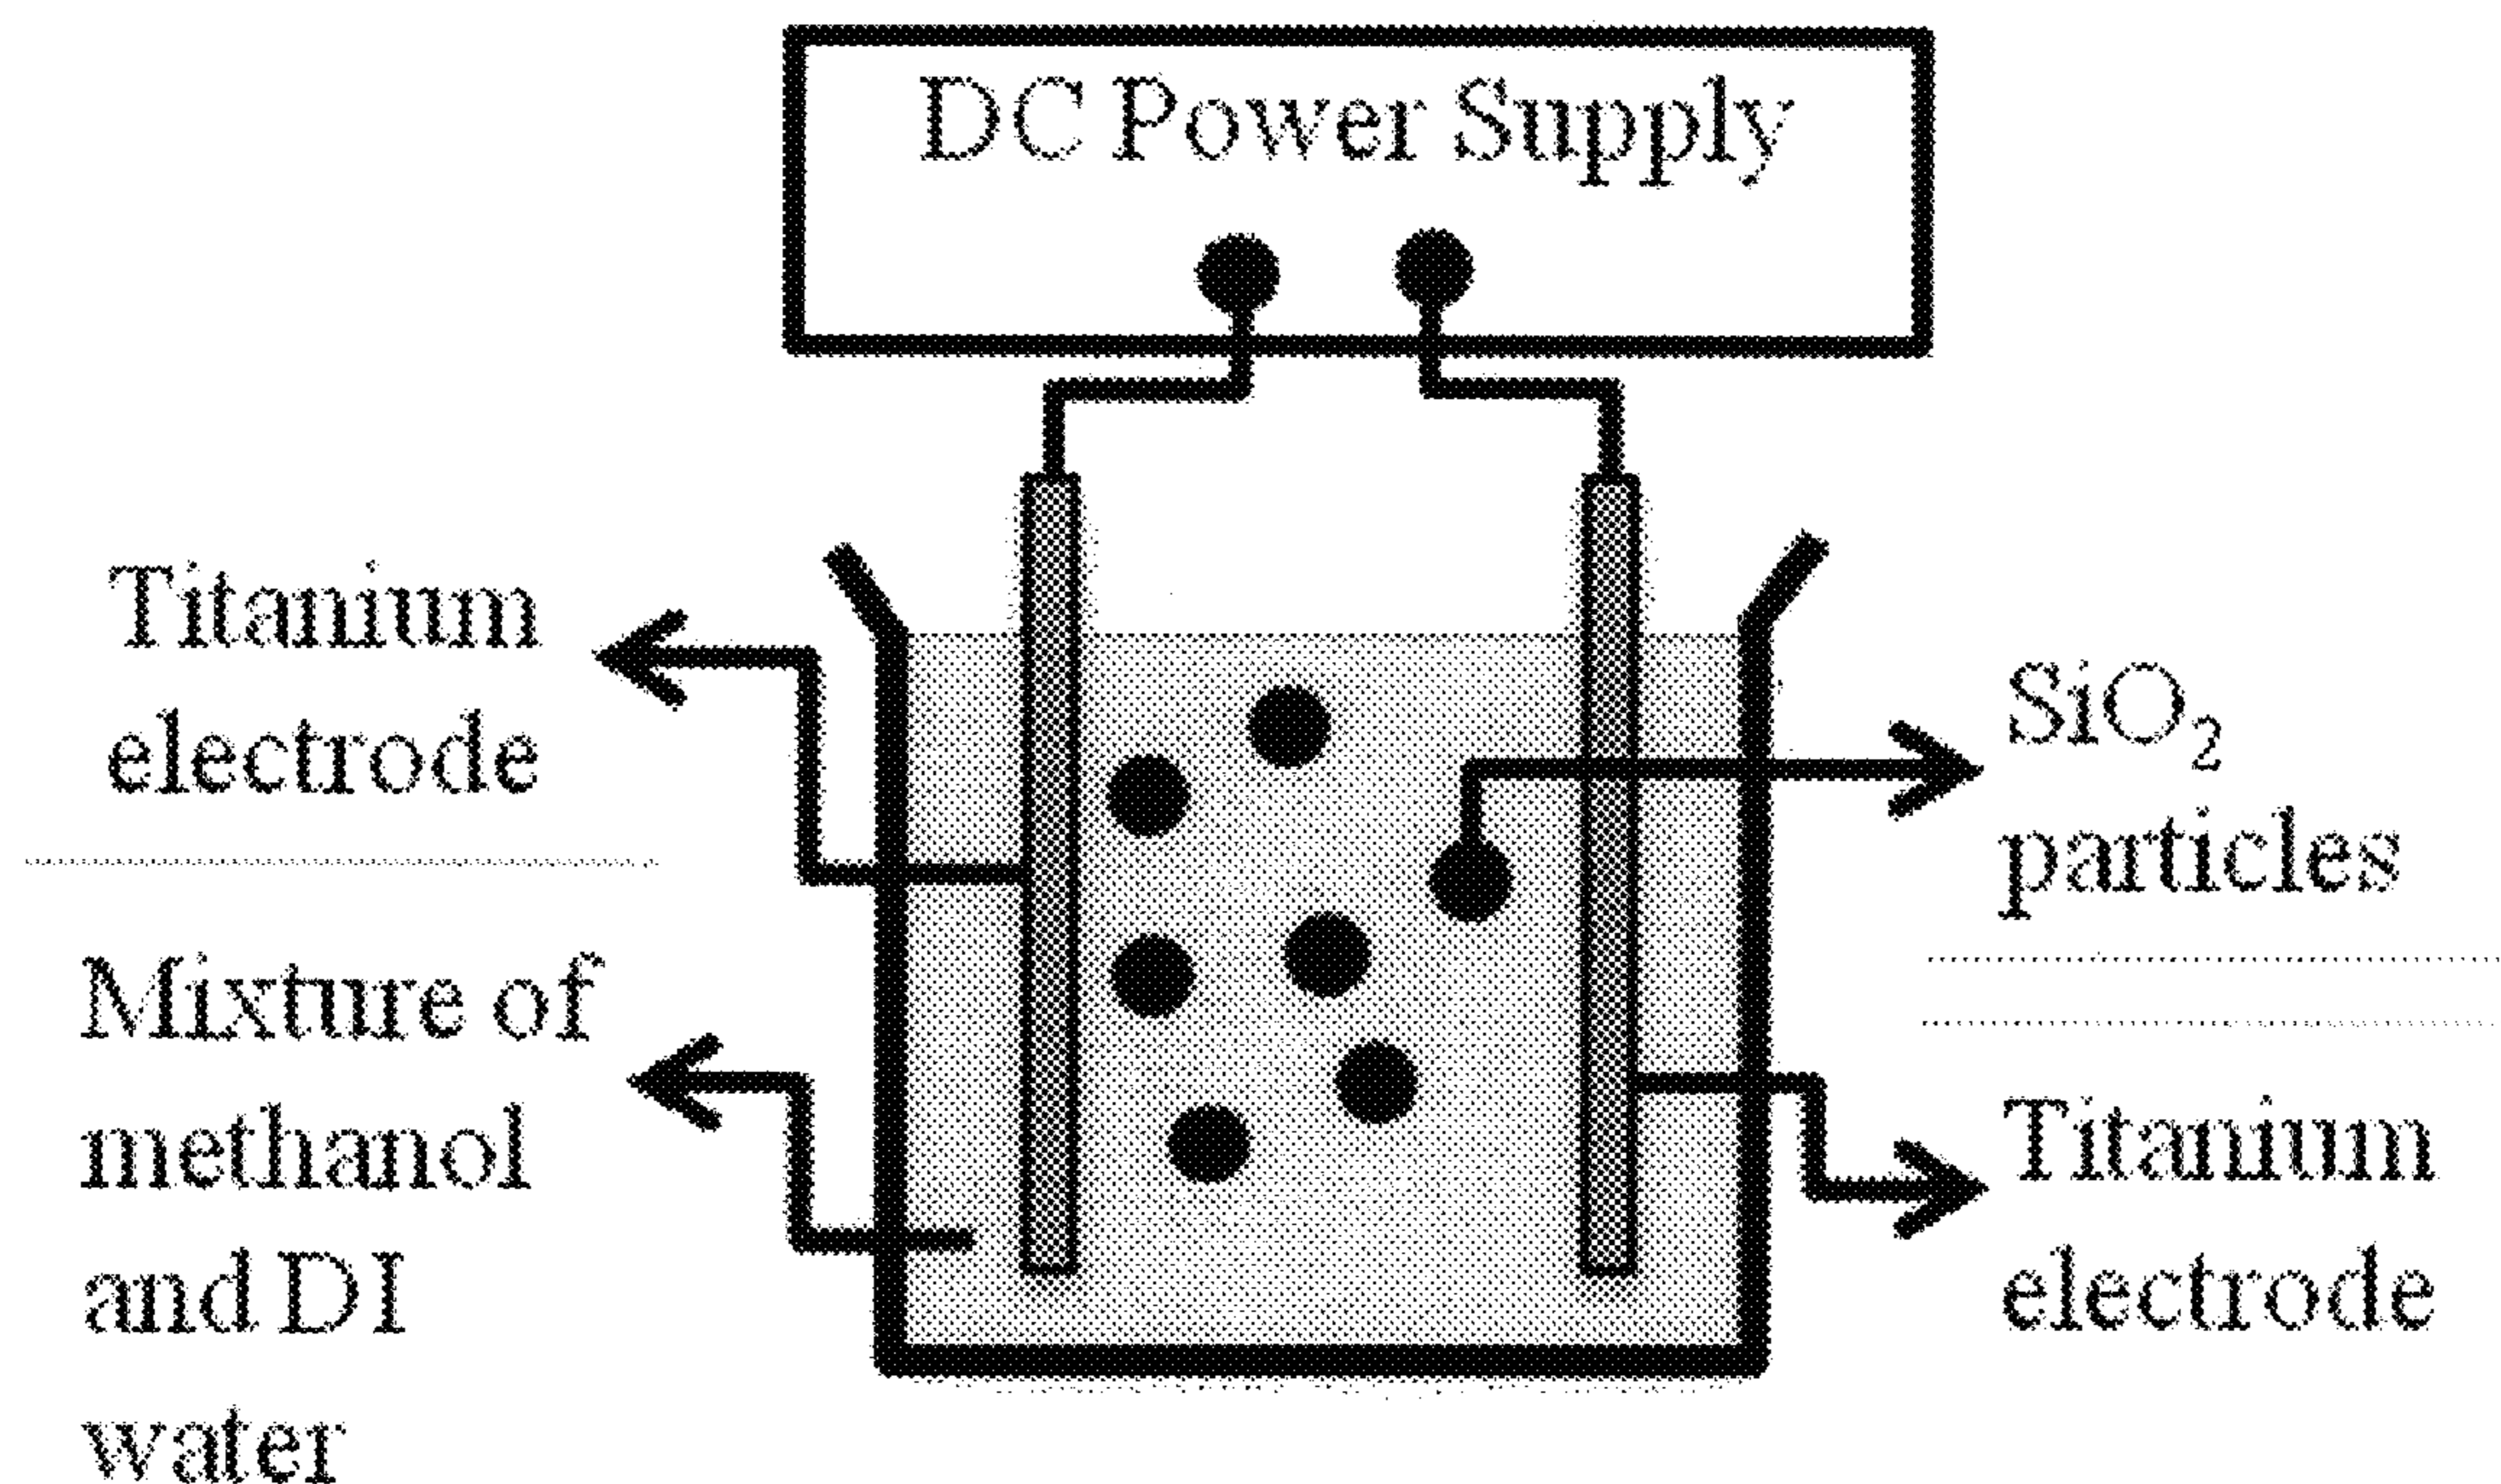 DC Power Supply
Titanium
electrode
Mixture of
methanol
and DI
water
SiO₂
particles
Titanium
electrode